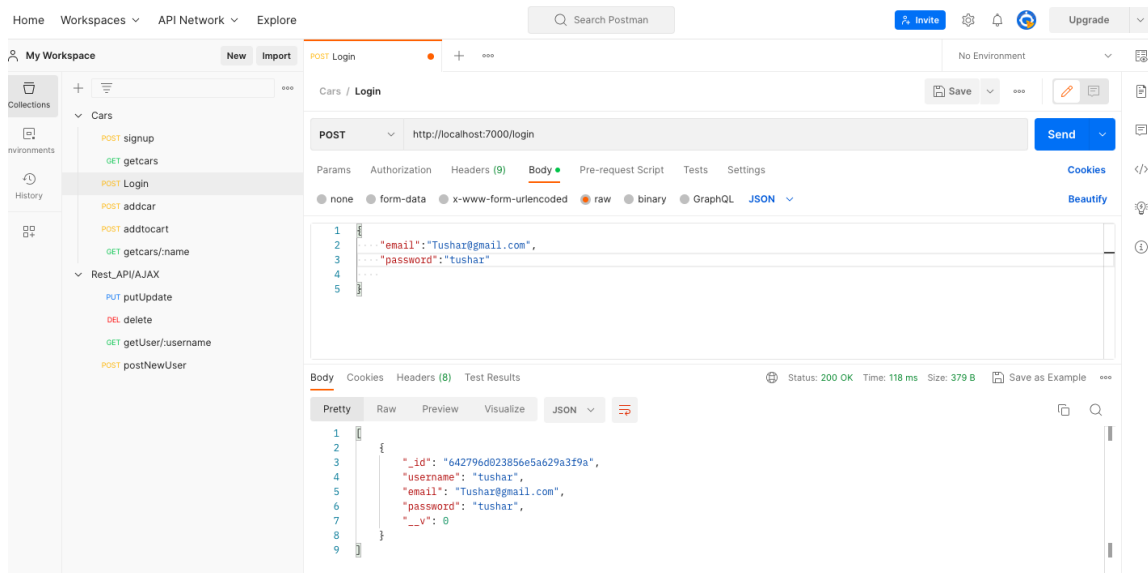 Home Workspaces API Network Explore Search Postman Invite Upgrade
My Workspace New Import POST Login No Environment
Cars / Login Save
Collections
Environments
History
Cars
POST signup
GET getcars
POST Login
POST addcar
POST addtocart
GET getcars/:name
Rest_API/AJAX
PUT putUpdate
DEL delete
GET getUser/:username
POST postNewUser
POST http://localhost:7000/login Send
Params Authorization Headers (9) Body Pre-request Script Tests Settings Cookies
none form-data x-www-form-urlencoded raw binary GraphQL JSON Beautify
1 {
2 "email":"Tushar@gmail.com",
3 "password":"tushar"
4
5 }
Body Cookies Headers (8) Test Results Status: 200 OK Time: 118 ms Size: 379 B Save as Example
Pretty Raw Preview Visualize JSON
1 [
2 {
3 "_id": "642796d023856e5a629a3f9a",
4 "username": "tushar",
5 "email": "Tushar@gmail.com",
6 "password": "tushar",
7 "__v": 0
8 }
9 ]